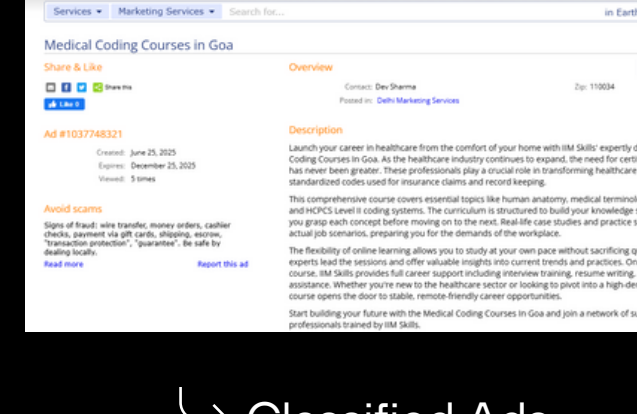 Services Marketing Services Search for... in Earth
Medical Coding Courses in Goa
Share & Like
Share this
Like 0
Overview
Contact: Dev Sharma Zip: 110034
Posted in: Delhi Marketing Services
Ad #1037748321
Created: June 25, 2025
Expires: December 25, 2025
Viewed: 5 times
Avoid scams
Signs of fraud: wire transfer, money orders, cashier
checks, payment via gift cards, shipping, escrow,
"transaction protection", "guarantee". Be safe by
dealing locally.
Read more Report this ad
Description
Launch your career in healthcare from the comfort of your home with IIM Skills' expertly
Coding Courses In Goa. As the healthcare industry continues to expand, the need for
has never been greater. These professionals play a crucial role in transforming healthcare
standardized codes used for insurance claims and record keeping.
This comprehensive course covers essential topics like human anatomy, medical
and HCPCS Level II coding systems. The curriculum is structured to build your knowledge
you grasp each concept before moving on to the next. Real-life case studies and practice
actual job scenarios, preparing you for the demands of the workplace.
The flexibility of online learning allows you to study at your own pace without sacrificing
experts lead the sessions and offer valuable insights into current trends and practices.
course, IIM Skills provides full career support including interview training, resume writing,
assistance. Whether you're new to the healthcare sector or looking to pivot into a
course opens the door to stable, remote-friendly career opportunities.
Start building your future with the Medical Coding Courses In Goa and join a network of
professionals trained by IIM Skills.
Classified Ads